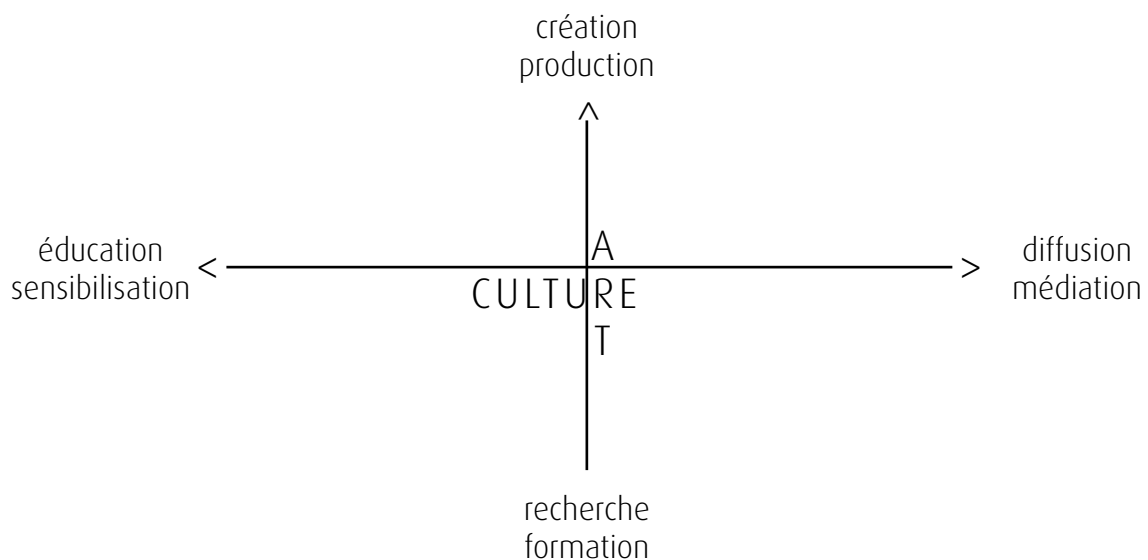 création
production
éducation
sensibilisation
A
CULTURE
T
diffusion
médiation
recherche
formation